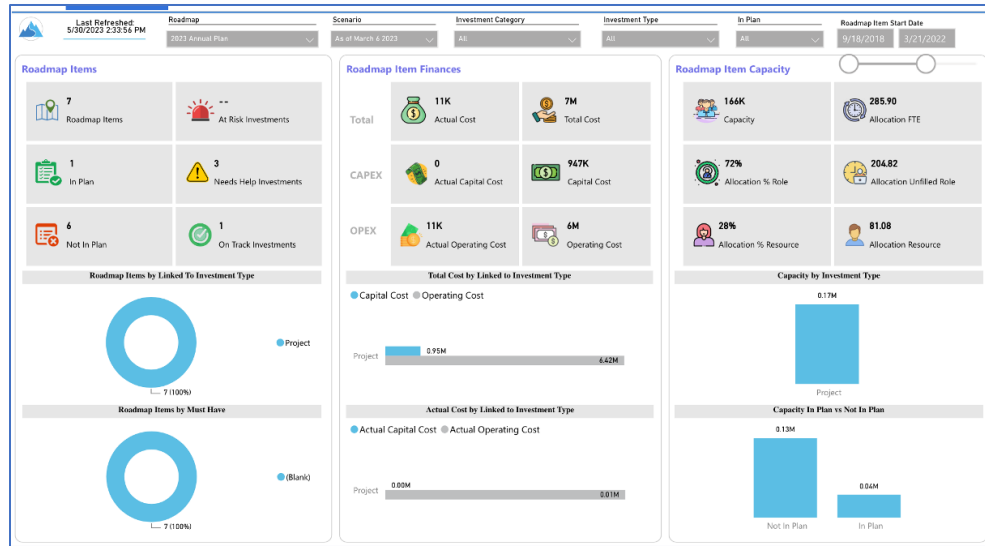 Last Refreshed:
5/30/2023 2:33:56 PM
Roadmap
2023 Annual Plan
Scenario
As of March 6 2023
Investment Category
All
Investment Type
All
In Plan
All
Roadmap Item Start Date
9/18/2018
3/21/2022
Roadmap Items
7
Roadmap Items
--
At Risk Investments
1
In Plan
3
Needs Help Investments
6
Not In Plan
1
On Track Investments
Roadmap Items by Linked To Investment Type
Project
7 (100%)
Roadmap Items by Must Have
(Blank)
7 (100%)
Roadmap Item Finances
Total
11K
Actual Cost
7M
Total Cost
CAPEX
0
Actual Capital Cost
947K
Capital Cost
OPEX
11K
Actual Operating Cost
6M
Operating Cost
Total Cost by Linked to Investment Type
Capital Cost
Operating Cost
Project
0.95M
6.42M
Actual Cost by Linked to Investment Type
Actual Capital Cost
Actual Operating Cost
Project
0.00M
0.01M
Roadmap Item Capacity
166K
Capacity
285.90
Allocation FTE
72%
Allocation % Role
204.82
Allocation Unfilled Role
28%
Allocation % Resource
81.08
Allocation Resource
Capacity by Investment Type
0.17M
Project
Capacity In Plan vs Not In Plan
0.13M
0.04M
Not In Plan
In Plan